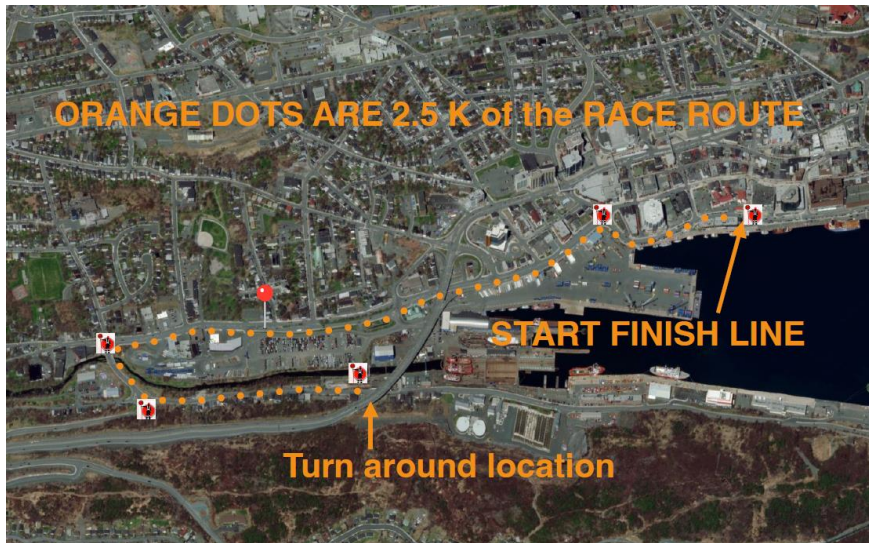 ORANGE DOTS ARE 2.5 K of the RACE ROUTE
START FINISH LINE
Turn around location